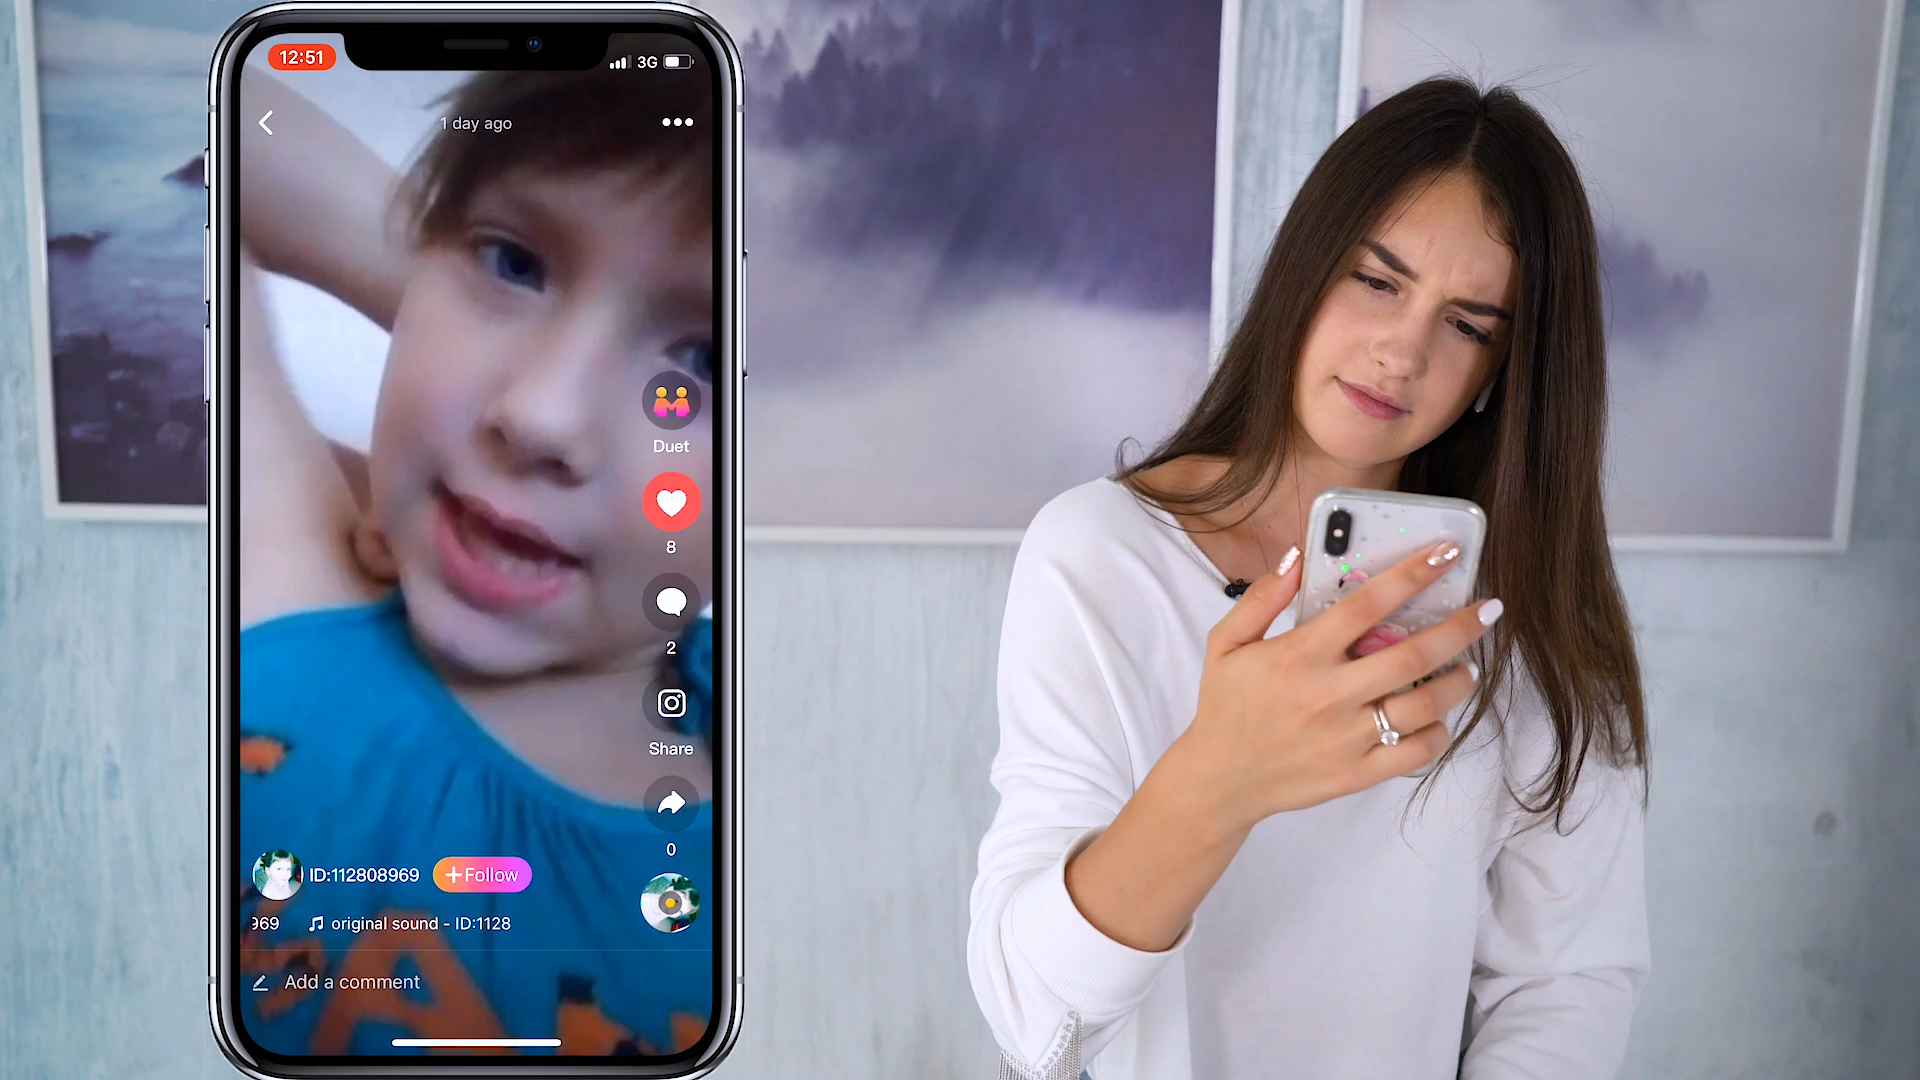 12:51
3G
1 day ago
Duet
8
2
Share
0
ID:112808969
+Follow
969
original sound - ID:1128
Add a comment